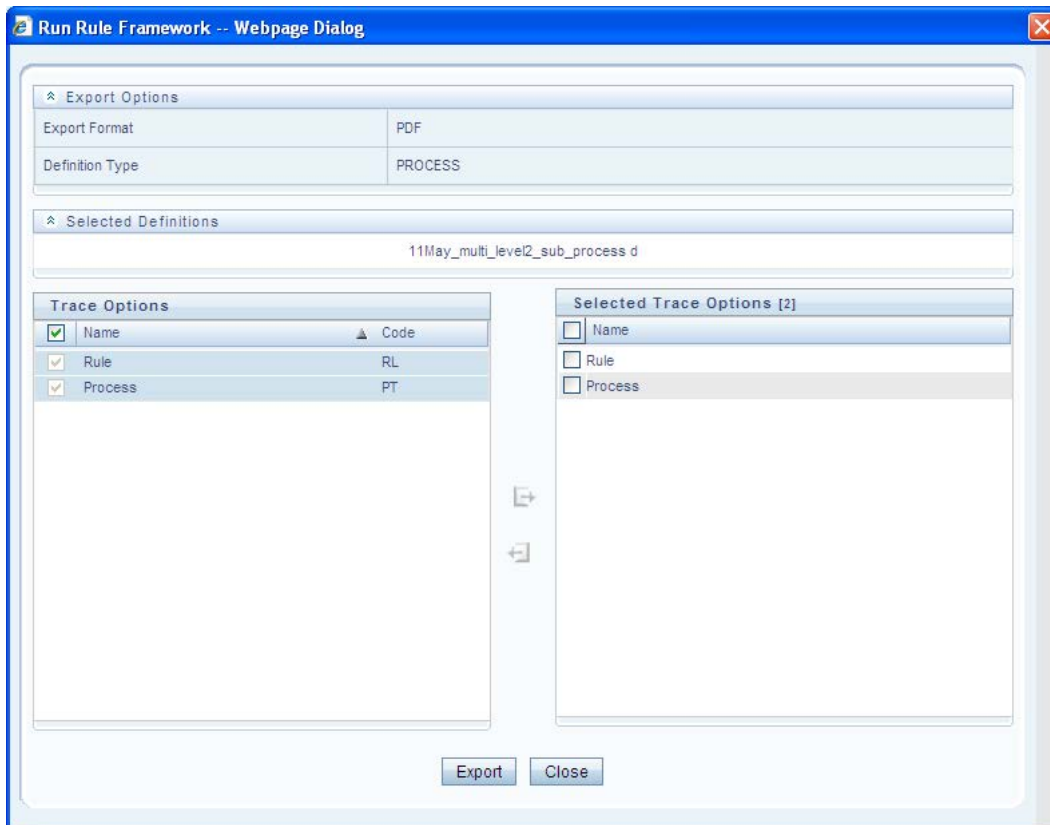 Run Rule Framework -- Webpage Dialog
Export Options
Export Format PDF
Definition Type PROCESS
Selected Definitions
11May_multi_level2_sub_process d
Trace Options
Name Code
Rule RL
Process PT
Selected Trace Options [2]
Name
Rule
Process
Export Close